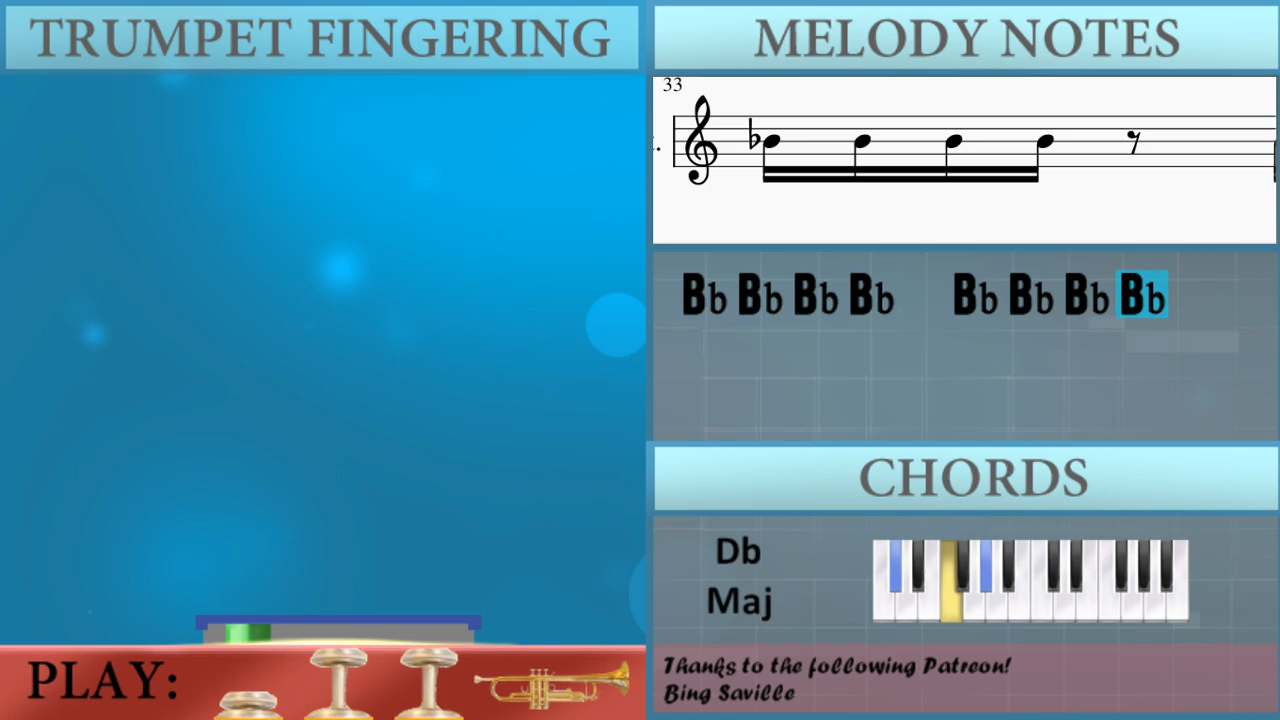 TRUMPET FINGERING
MELODY NOTES
33
Bb Bb Bb Bb Bb Bb Bb Bb
CHORDS
Db
Maj
PLAY:
Thanks to the following Patreon!
Bing Saville